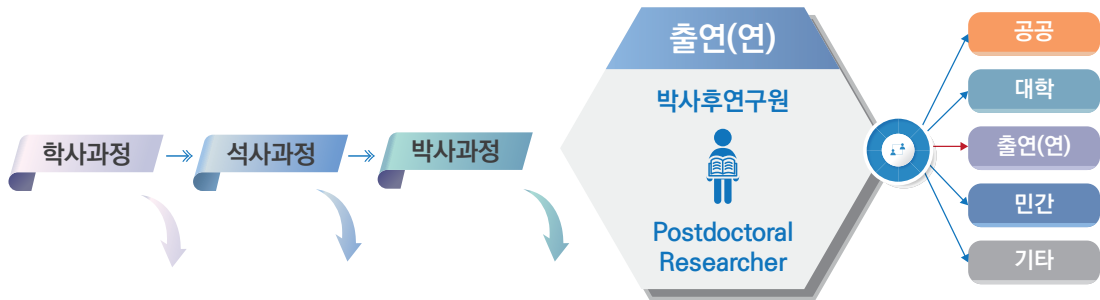 학사과정
석사과정
박사과정
출연(연)
박사후연구원
Postdoctoral
Researcher
공공
대학
출연(연)
민간
기타